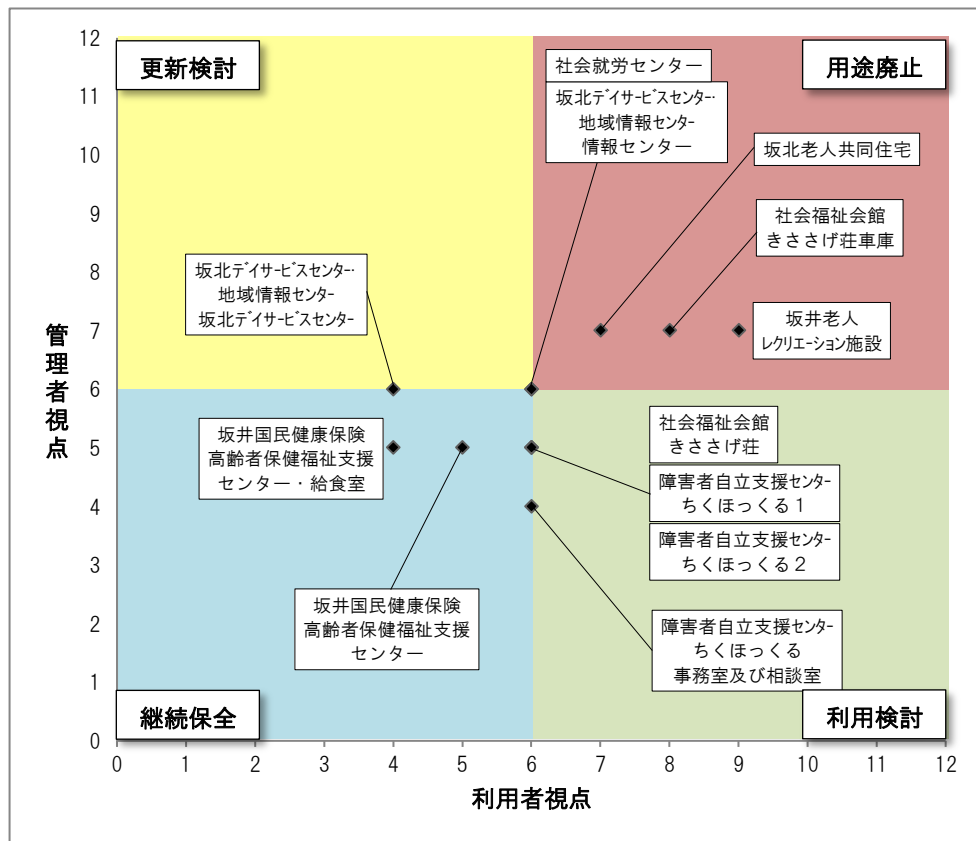 更新検討
用途廃止
継続保全
利用検討
社会就労センター
坂北ﾃﾞｲｻｰﾋﾞｽｾﾝﾀｰ･
地域情報ｾﾝﾀｰ
情報センター
坂北老人共同住宅
社会福祉会館
きささげ荘車庫
坂井老人
ﾚｸﾘｴｰｼｮﾝ施設
坂北ﾃﾞｲｻｰﾋﾞｽｾﾝﾀｰ･
地域情報ｾﾝﾀｰ
坂北ﾃﾞｲｻｰﾋﾞｽｾﾝﾀｰ
坂井国民健康保険
高齢者保健福祉支援
センター・給食室
社会福祉会館
きささげ荘
障害者自立支援ｾﾝﾀｰ
ちくほっくる１
障害者自立支援ｾﾝﾀｰ
ちくほっくる２
坂井国民健康保険
高齢者保健福祉支援
センター
障害者自立支援ｾﾝﾀｰ
ちくほっくる
事務室及び相談室
管理者視点
12
11
10
9
8
7
6
5
4
3
2
1
0
0 1 2 3 4 5 6 7 8 9 10 11 12
利用者視点